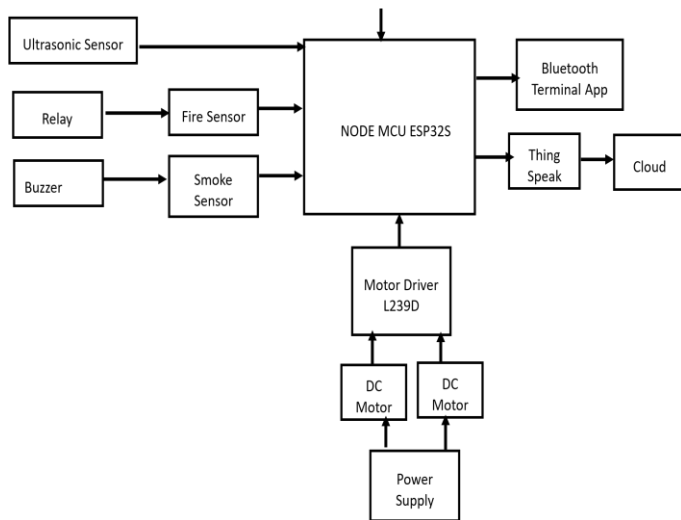 Ultrasonic Sensor
Relay
Fire Sensor
Buzzer
Smoke
Sensor
NODE MCU ESP32S
Bluetooth
Terminal App
Thing
Speak
Cloud
Motor Driver
L239D
DC
Motor
DC
Motor
Power
Supply